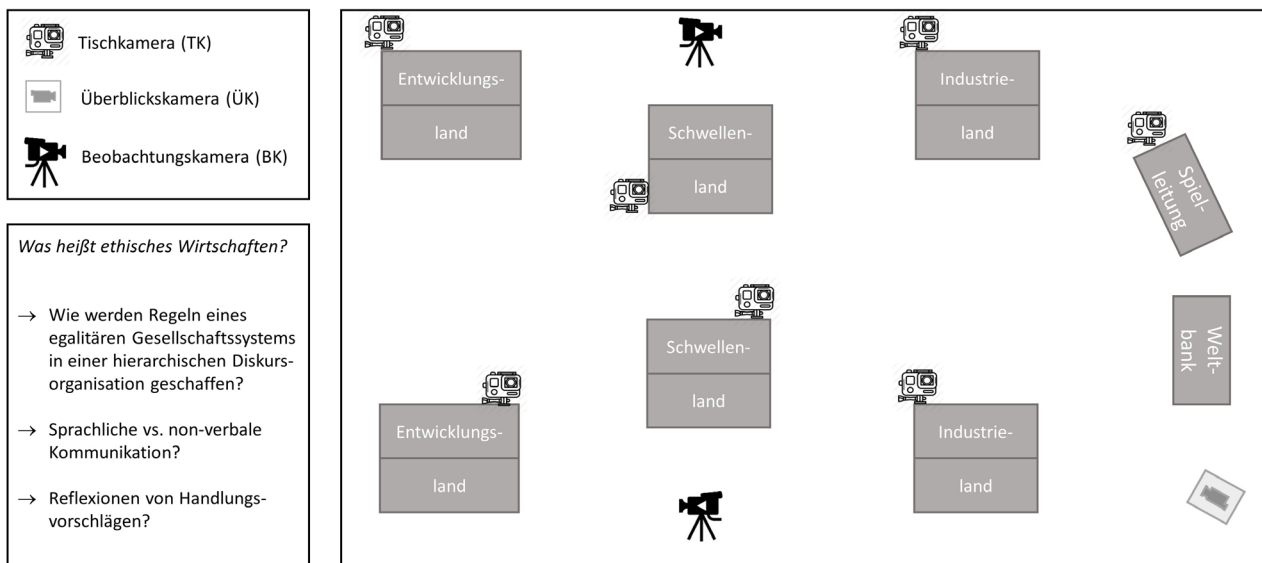 Tischkamera (TK)
Überblickskamera (ÜK)
Beobachtungskamera (BK)
Was heißt ethisches Wirtschaften?
→ Wie werden Regeln eines
egalitären Gesellschaftssystems
in einer hierarchischen Diskurs-
organisation geschaffen?
→ Sprachliche vs. non-verbale
Kommunikation?
→ Reflexionen von Handlungs-
vorschlägen?
Entwicklungs-
land
Schwellen-
land
Industrie-
land
Spiel-
leitung
Schwellen-
land
Welt-
bank
Entwicklungs-
land
Industrie-
land